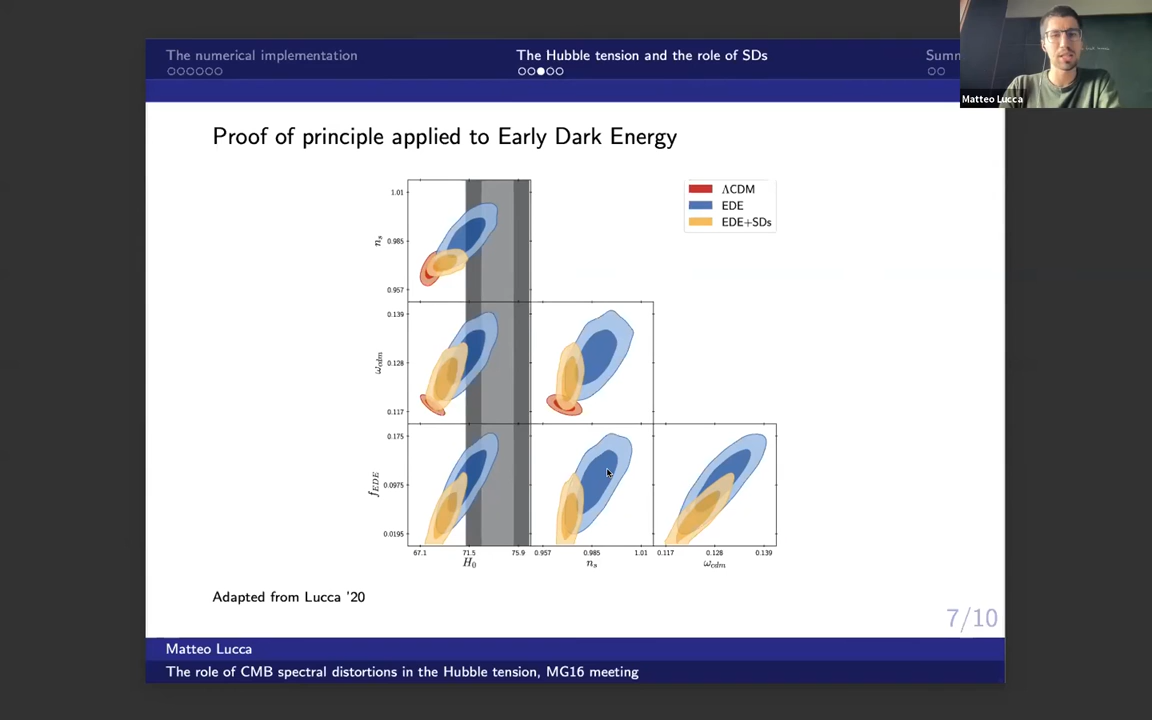 The numerical implementation
The Hubble tension and the role of SDs
Summ
Matteo Lucca
Proof of principle applied to Early Dark Energy
ΛCDM
EDE
EDE+SDs
1.01
0.985
0.957
n_s
0.139
0.128
0.117
ω_cdm
0.175
0.0975
0.0195
f_EDE
67.1 71.5 75.9 0.957 0.985 1.01 0.117 0.128 0.139
H_0 n_s ω_cdm
Adapted from Lucca '20
7/10
Matteo Lucca
The role of CMB spectral distortions in the Hubble tension, MG16 meeting